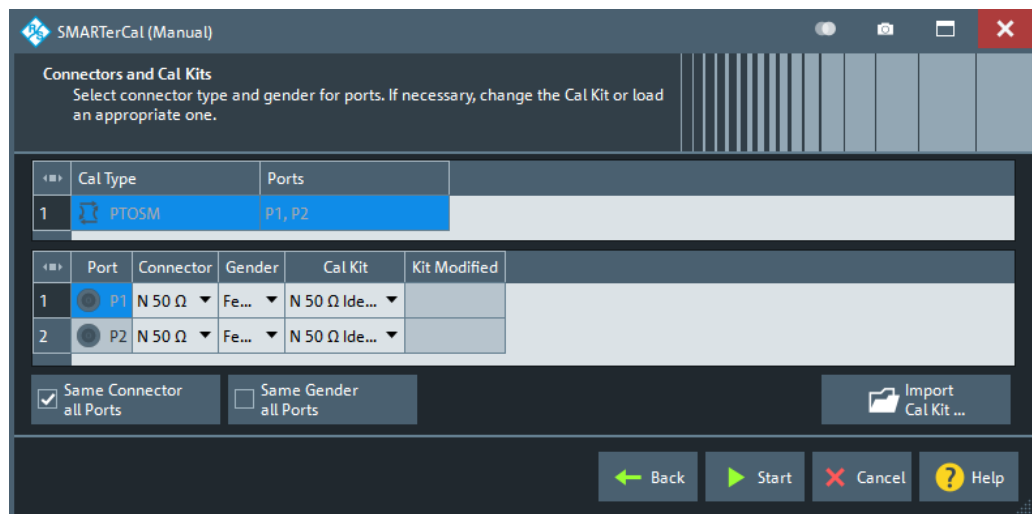 R&S SMARTerCal (Manual)
Connectors and Cal Kits
Select connector type and gender for ports. If necessary, change the Cal Kit or load
an appropriate one.
Cal Type Ports
1 PTOSM P1, P2
Port Connector Gender Cal Kit Kit Modified
1 P1 N 50 Ω Fe... N 50 Ω Ide...
2 P2 N 50 Ω Fe... N 50 Ω Ide...
Same Connector
all Ports
Same Gender
all Ports
Import
Cal Kit ...
Back Start Cancel ? Help